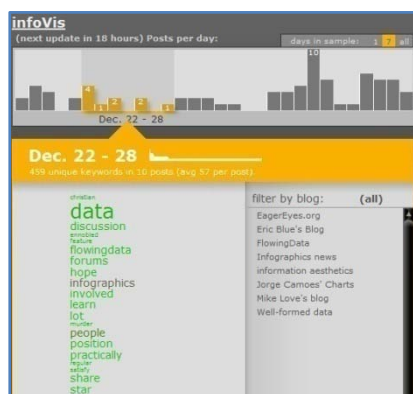 infoVis
(next update in 18 hours) Posts per day:
days in sample: 1 7 all
10
4
1 2 2 1
Dec. 22 - 28
Dec. 22 - 28
459 unique keywords in 10 posts (avg 57 per post)
filter by blog: (all)
christian
data
discussion
ennobled
feature
flowingdata
forums
hope
infographics
involved
learn
lot
murder
people
position
practically
regular
satisfy
share
star
EagerEyes.org
Eric Blue's Blog
FlowingData
Infographics news
information aesthetics
Jorge Camoes' Charts
Mike Love's blog
Well-formed data